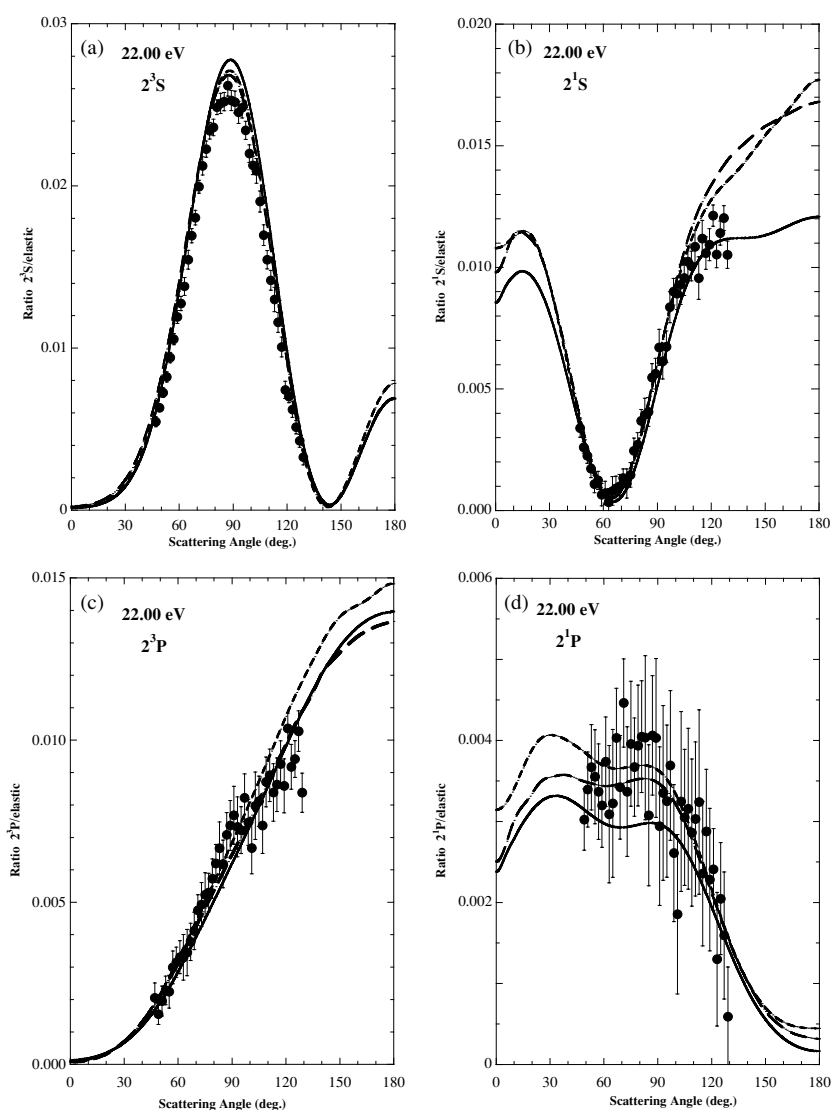 (a) 22.00 eV
2³S
Ratio 2³S/elastic
0.03
0.02
0.01
0
0 30 60 90 120 150 180
Scattering Angle (deg.)
(b) 22.00 eV
2¹S
Ratio 2¹S/elastic
0.020
0.015
0.010
0.005
0.000
0 30 60 90 120 150 180
Scattering Angle (deg.)
(c) 22.00 eV
2³P
Ratio 2³P/elastic
0.015
0.010
0.005
0.000
0 30 60 90 120 150 180
Scattering Angle (deg.)
(d) 22.00 eV
2¹P
Ratio 2¹P/elastic
0.006
0.004
0.002
0
0 30 60 90 120 150 180
Scattering Angle (deg.)